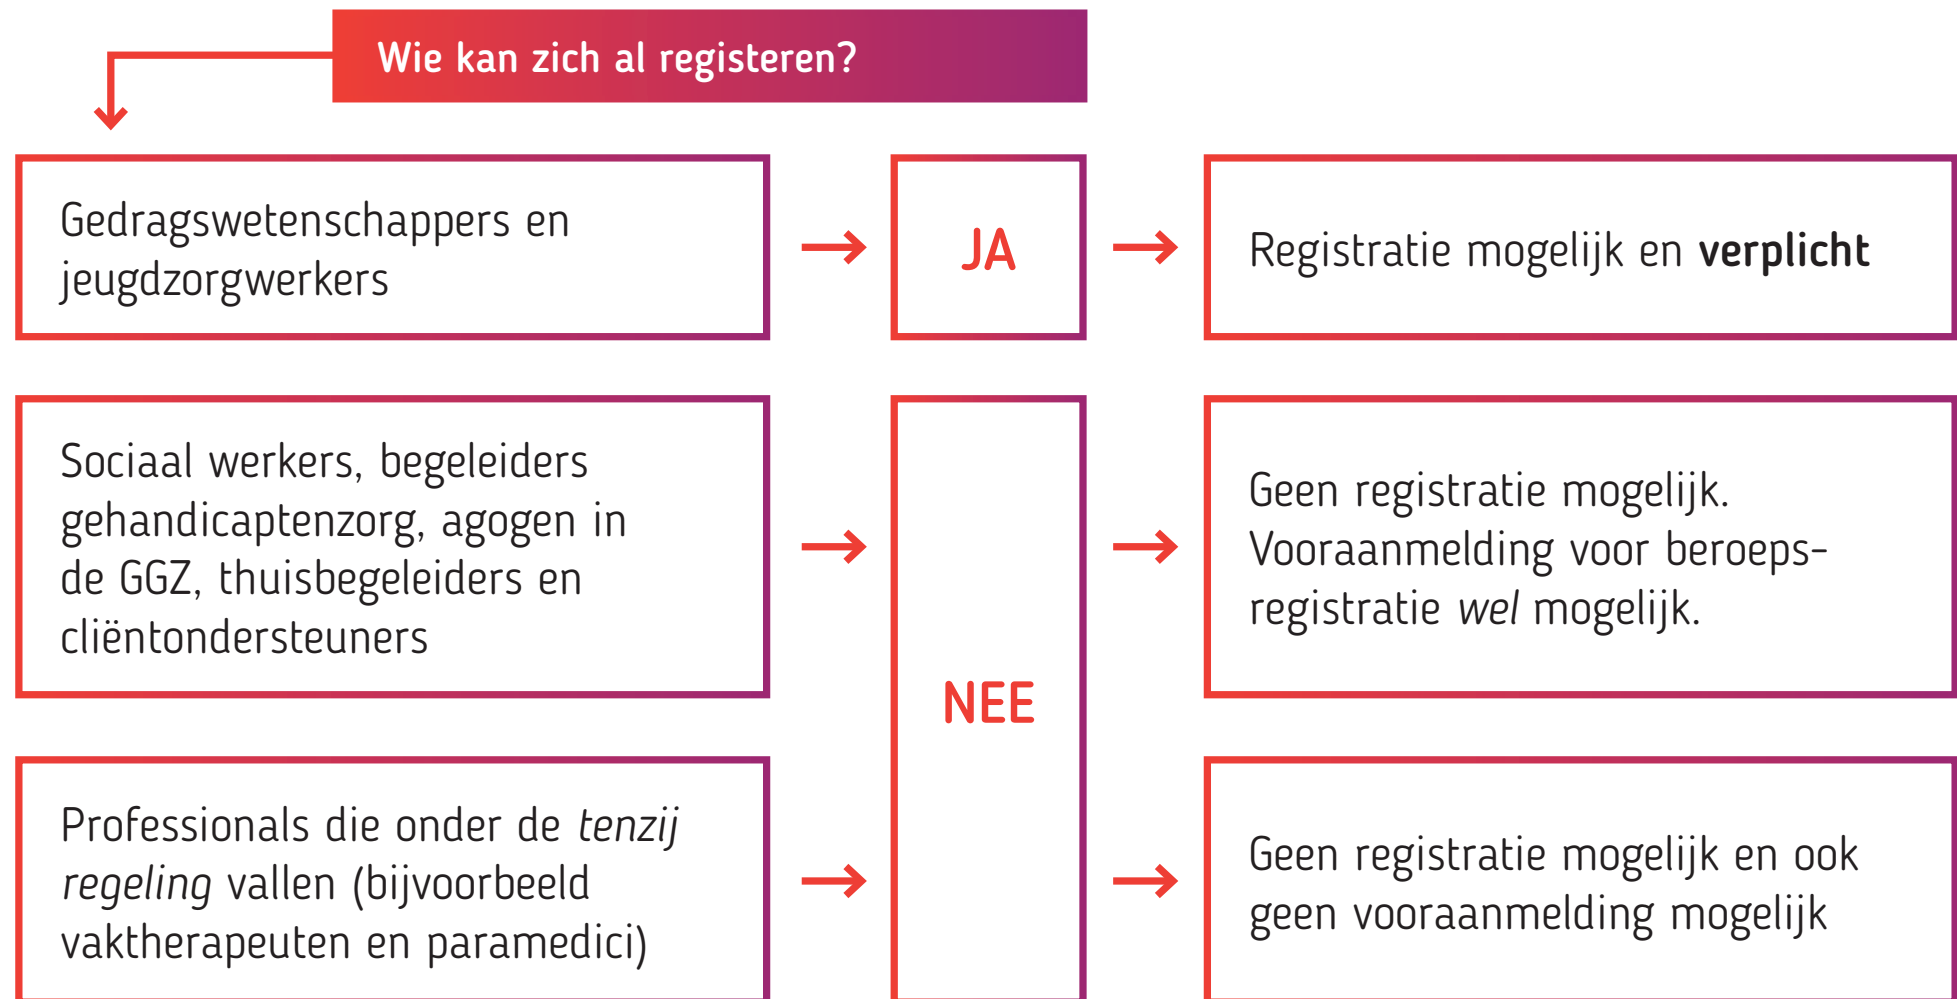 Wie kan zich al registeren?
Gedragswetenschappers en
jeugdzorgwerkers
JA
Registratie mogelijk en verplicht
Sociaal werkers, begeleiders
gehandicaptenzorg, agogen in
de GGZ, thuisbegeleiders en
cliëntondersteuners
NEE
Geen registratie mogelijk.
Vooraanmelding voor beroeps-
registratie wel mogelijk.
Professionals die onder de tenzij
regeling vallen (bijvoorbeeld
vaktherapeuten en paramedici)
Geen registratie mogelijk en ook
geen vooraanmelding mogelijk